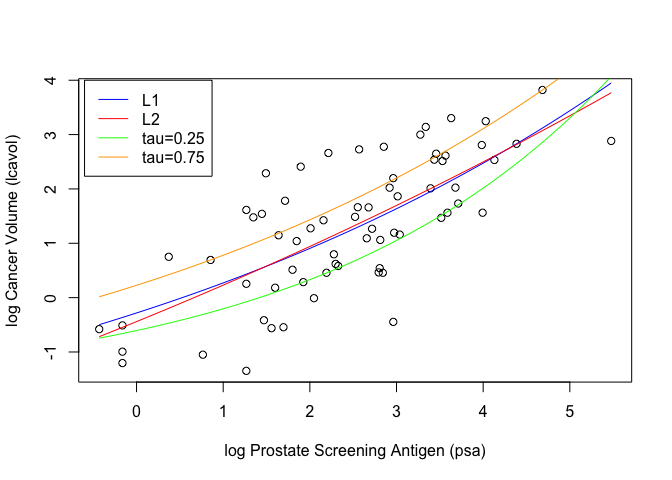 L1
L2
tau=0.25
tau=0.75
log Cancer Volume (lcavol)
4
3
2
1
0
-1
0 1 2 3 4 5
log Prostate Screening Antigen (psa)